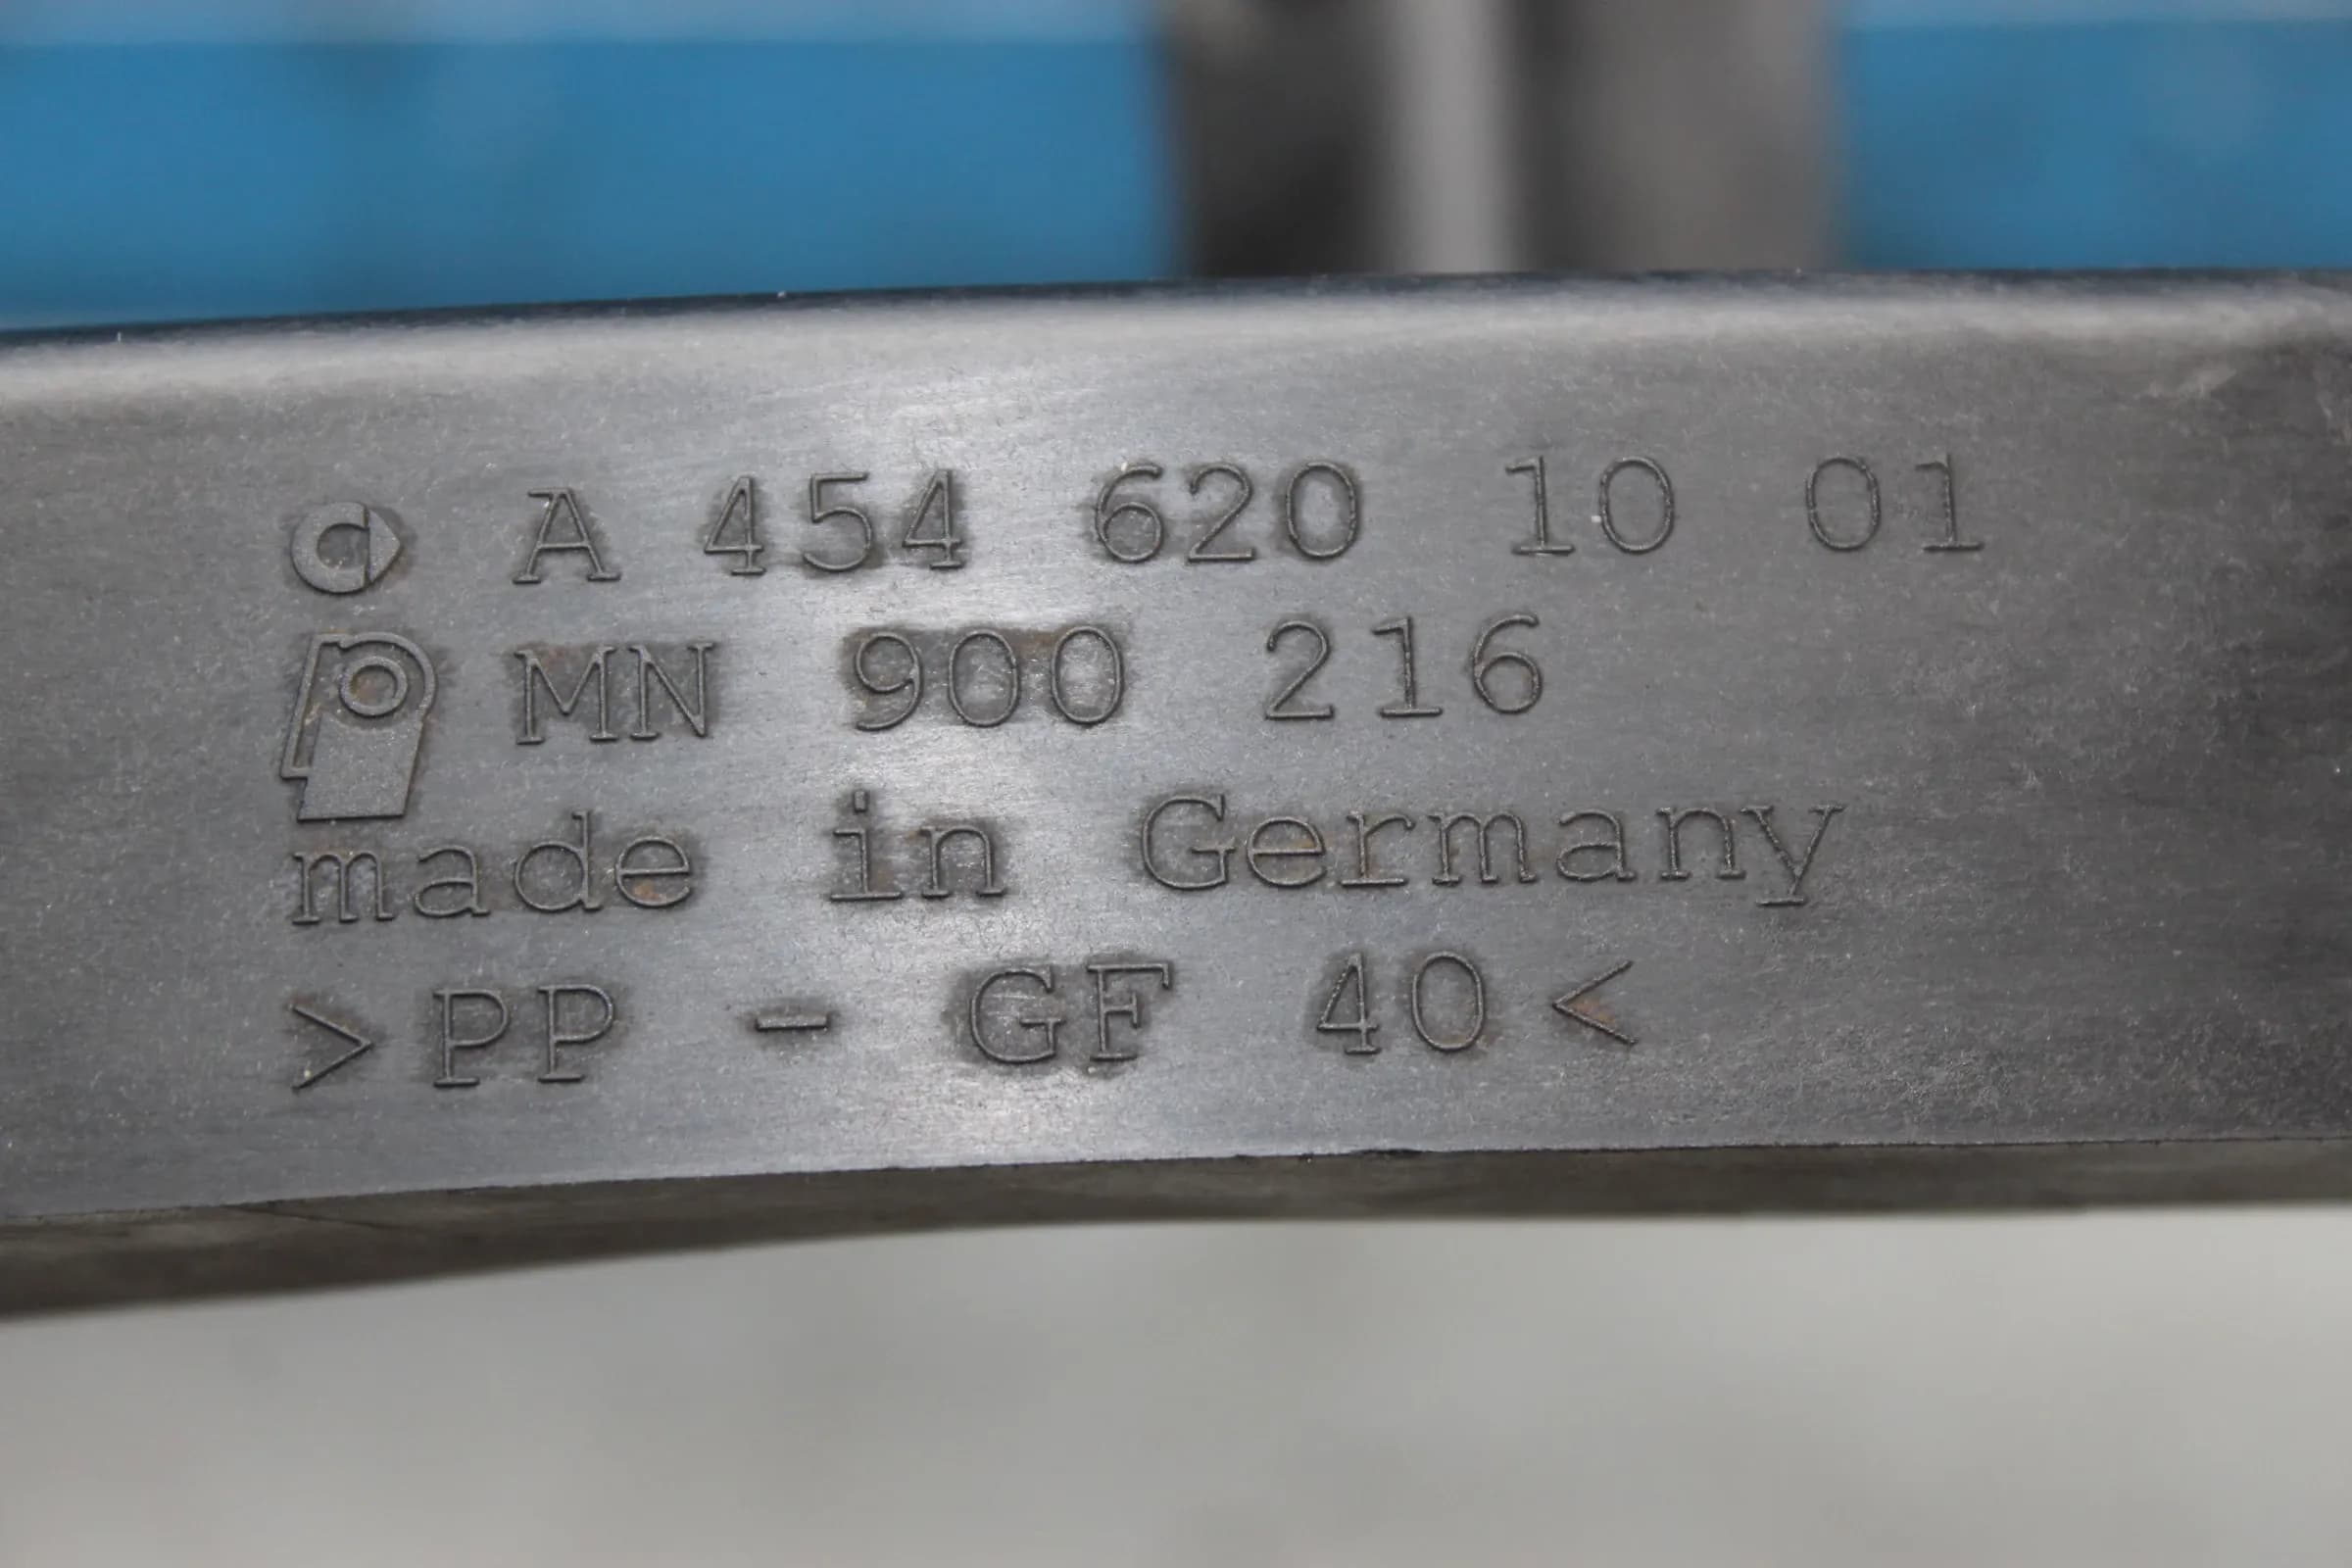 A 454 620 10 01
MN 900 216
made in Germany
>PP - GF 40<